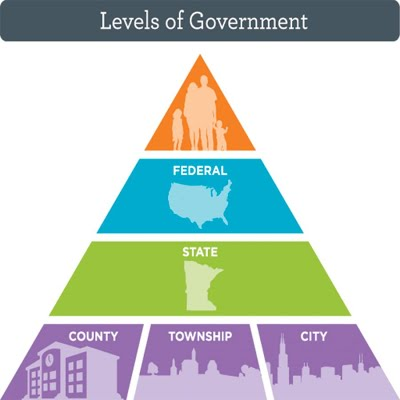 Levels of Government
FEDERAL
STATE
COUNTY TOWNSHIP CITY